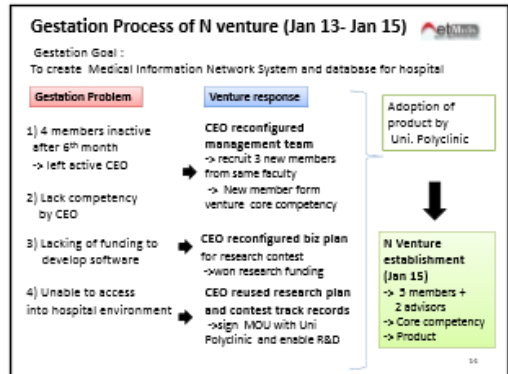 Gestation Process of N venture (Jan 13- Jan 15)
Gestation Goal :
To create Medical Information Network System and database for hospital
Gestation Problem
1) 4 members inactive
after 6th month
-> left active CEO
2) Lack competency
by CEO
3) Lacking of funding to
develop software
4) Unable to access
into hospital environment
Venture response
CEO reconfigured
management team
-> recruit 3 new members
from same faculty
-> New member form
venture core competency
CEO reconfigured biz plan
for research contest
->won research funding
CEO reused research plan
and contest track records
->sign MOU with Uni
Polyclinic and enable R&D
Adoption of
product by
Uni. Polyclinic
N Venture
establishment
(Jan 15)
-> 3 members +
2 advisors
-> Core competency
-> Product